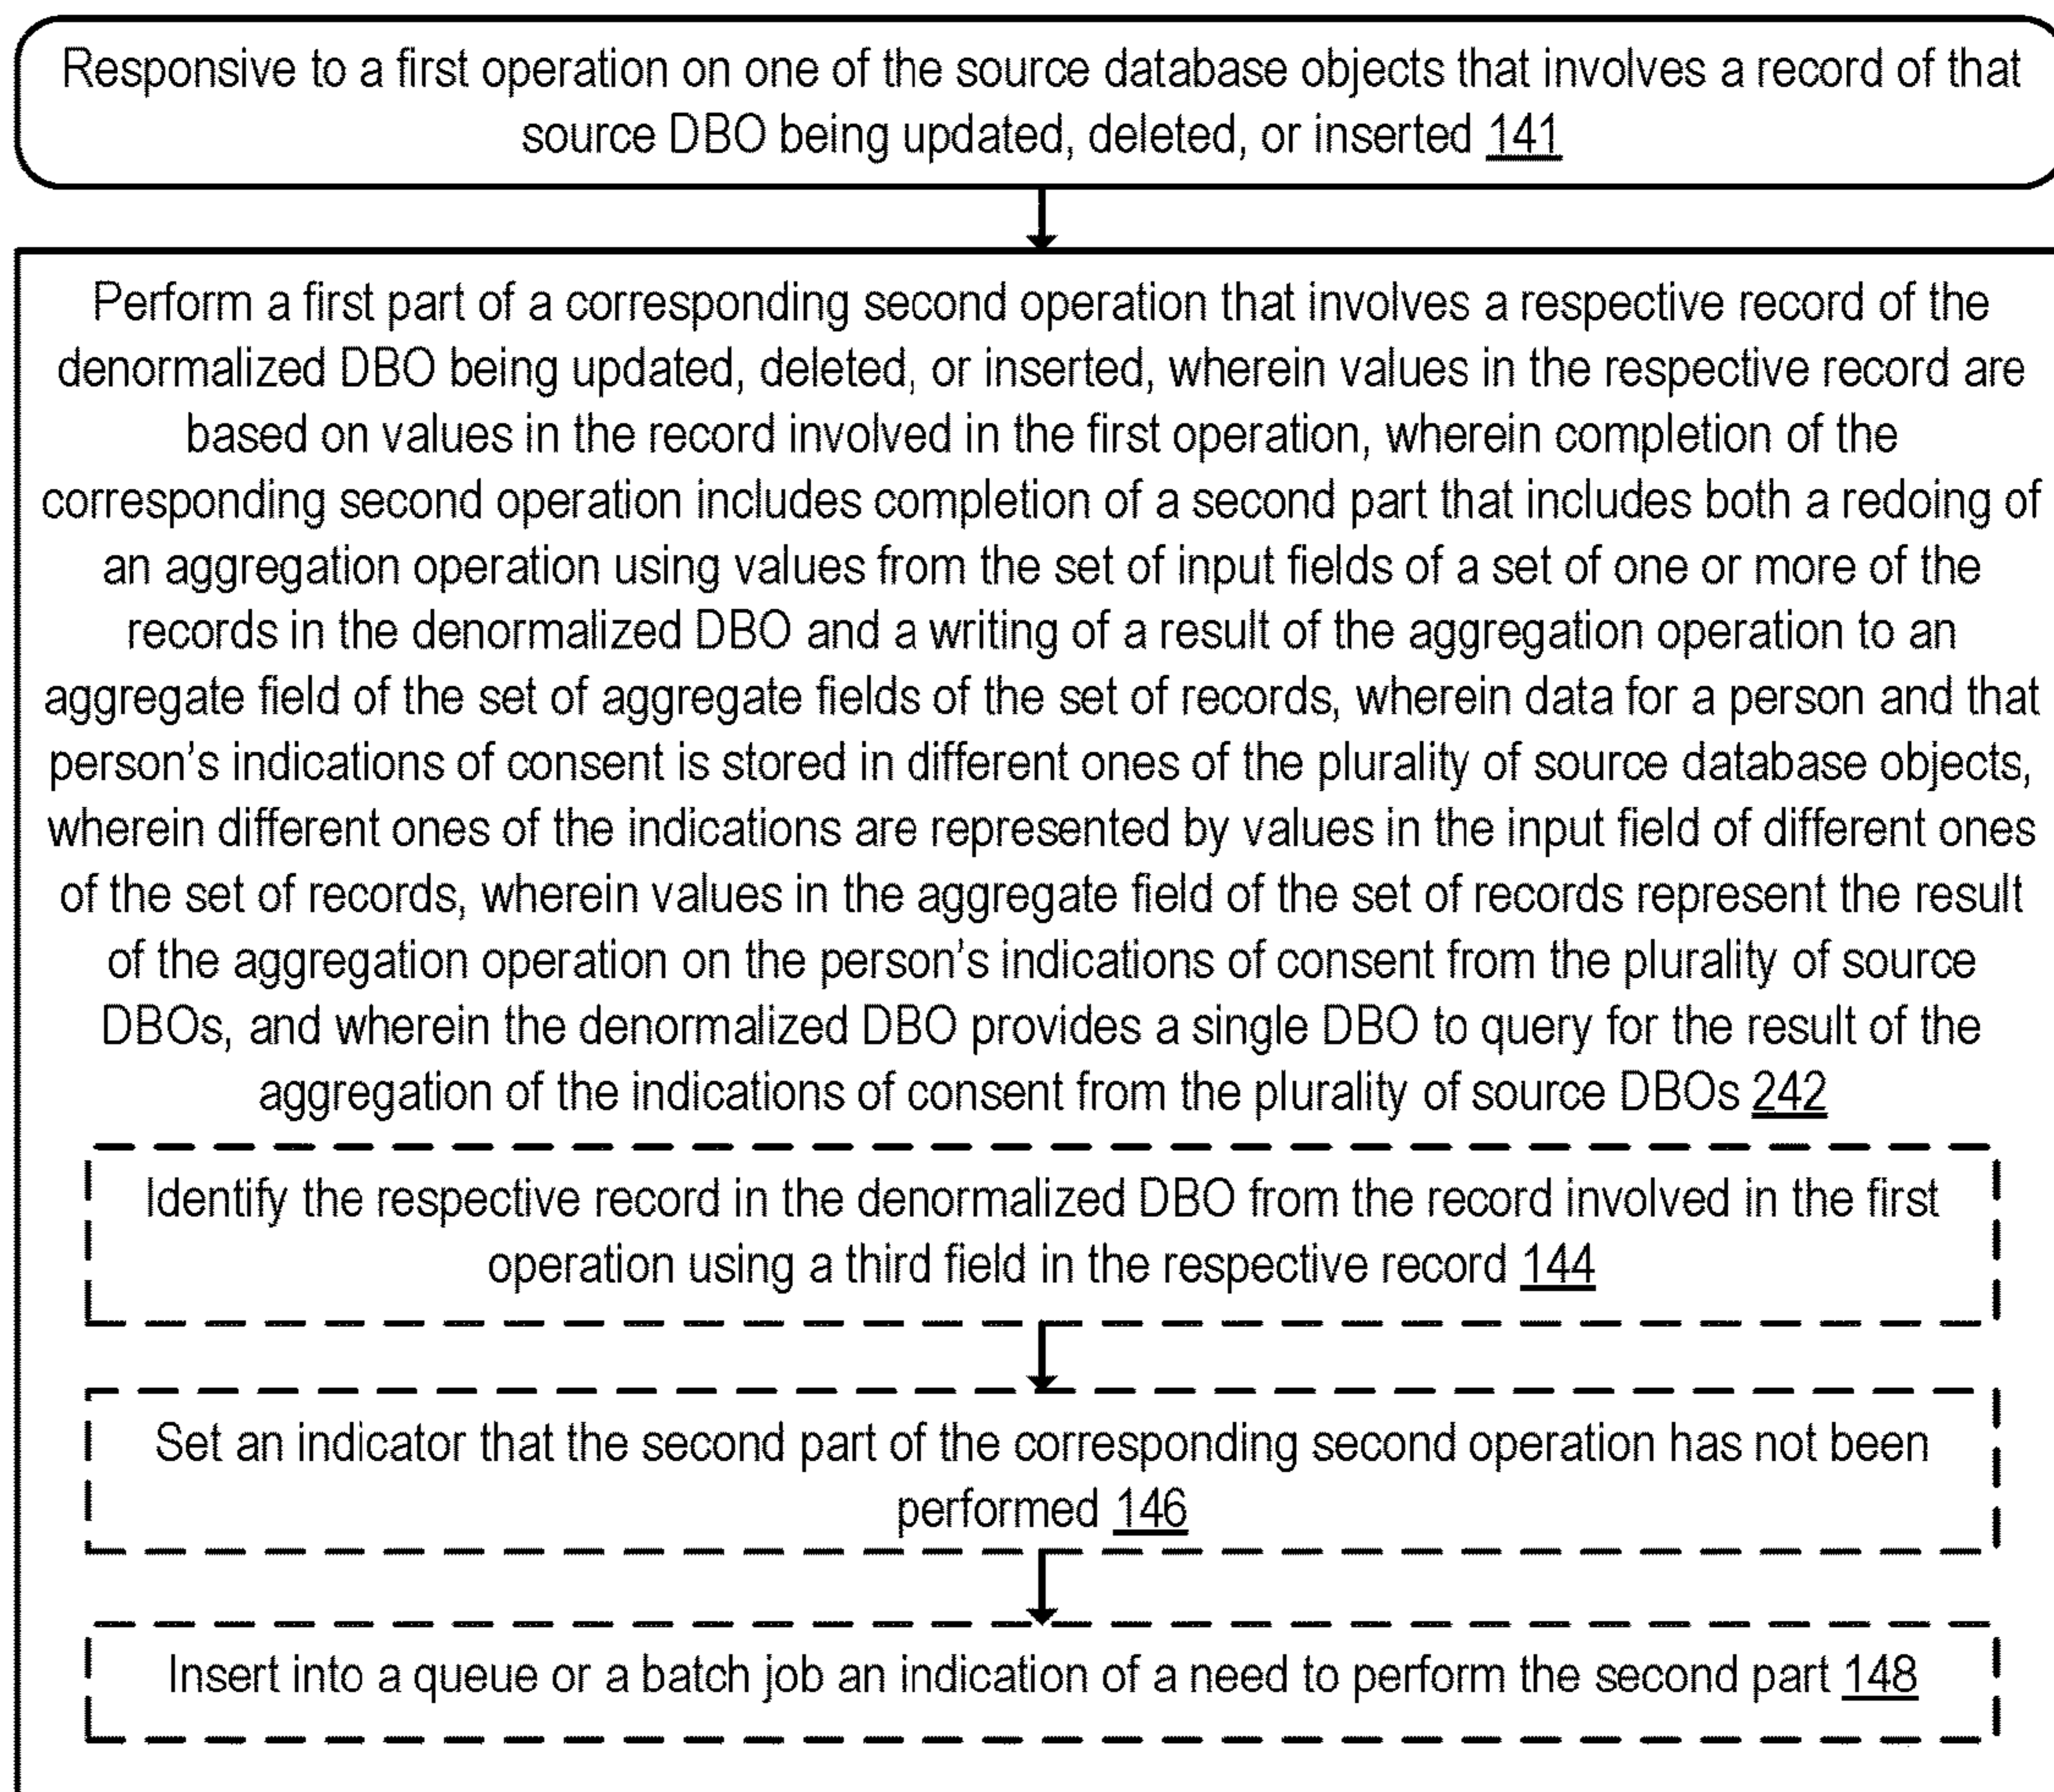 Responsive to a first operation on one of the source database objects that involves a record of that
source DBO being updated, deleted, or inserted 141
Perform a first part of a corresponding second operation that involves a respective record of the
denormalized DBO being updated, deleted, or inserted, wherein values in the respective record are
based on values in the record involved in the first operation, wherein completion of the
corresponding second operation includes completion of a second part that includes both a redoing of
an aggregation operation using values from the set of input fields of a set of one or more of the
records in the denormalized DBO and a writing of a result of the aggregation operation to an
aggregate field of the set of aggregate fields of the set of records, wherein data for a person and that
person's indications of consent is stored in different ones of the plurality of source database objects,
wherein different ones of the indications are represented by values in the input field of different ones
of the set of records, wherein values in the aggregate field of the set of records represent the result
of the aggregation operation on the person's indications of consent from the plurality of source
DBOs, and wherein the denormalized DBO provides a single DBO to query for the result of the
aggregation of the indications of consent from the plurality of source DBOs 242
Identify the respective record in the denormalized DBO from the record involved in the first
operation using a third field in the respective record 144
Set an indicator that the second part of the corresponding second operation has not been
performed 146
Insert into a queue or a batch job an indication of a need to perform the second part 148